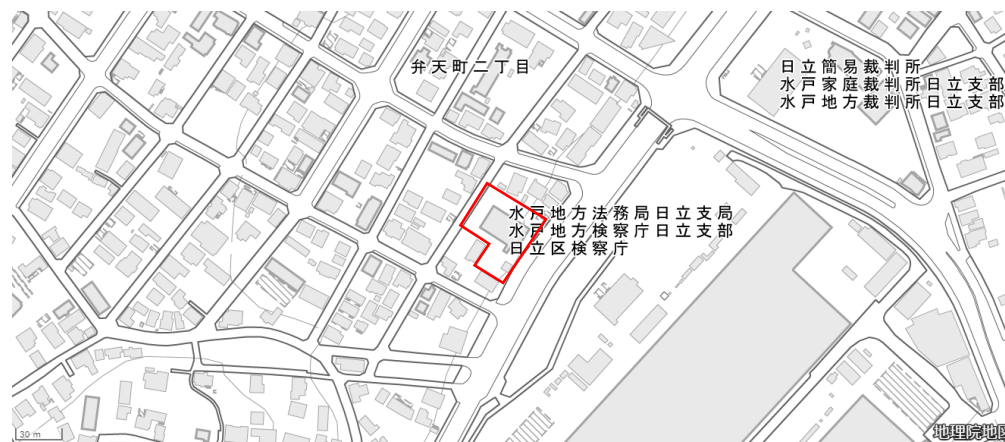 弁天町二丁目
日立簡易裁判所
水戸家庭裁判所日立支部
水戸地方裁判所日立支部
水戸地方法務局日立支局
水戸地方検察庁日立支部
日立区検察庁
30 m
地理院地図